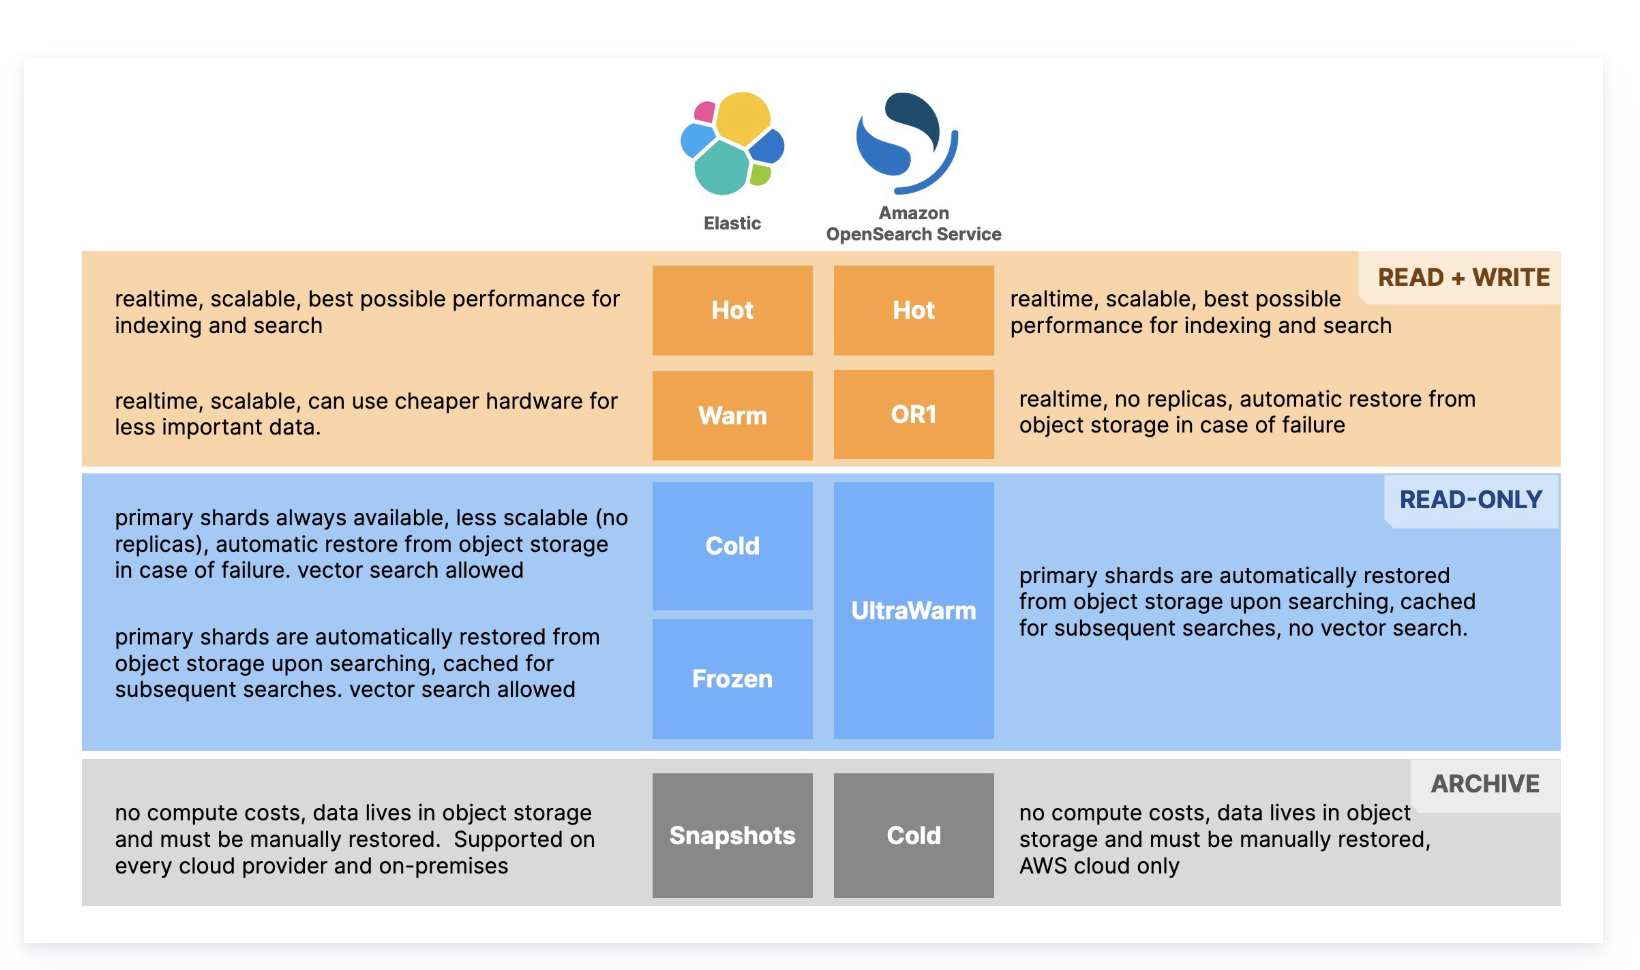 Elastic
Amazon
OpenSearch Service
READ + WRITE
realtime, scalable, best possible performance for
indexing and search
Hot
Hot
realtime, scalable, best possible
performance for indexing and search
realtime, scalable, can use cheaper hardware for
less important data.
Warm
OR1
realtime, no replicas, automatic restore from
object storage in case of failure
READ-ONLY
primary shards always available, less scalable (no
replicas), automatic restore from object storage
in case of failure. vector search allowed
Cold
primary shards are automatically restored from
object storage upon searching, cached for
subsequent searches. vector search allowed
Frozen
UltraWarm
primary shards are automatically restored
from object storage upon searching, cached
for subsequent searches, no vector search.
ARCHIVE
no compute costs, data lives in object storage
and must be manually restored.  Supported on
every cloud provider and on-premises
Snapshots
Cold
no compute costs, data lives in object
storage and must be manually restored,
AWS cloud only